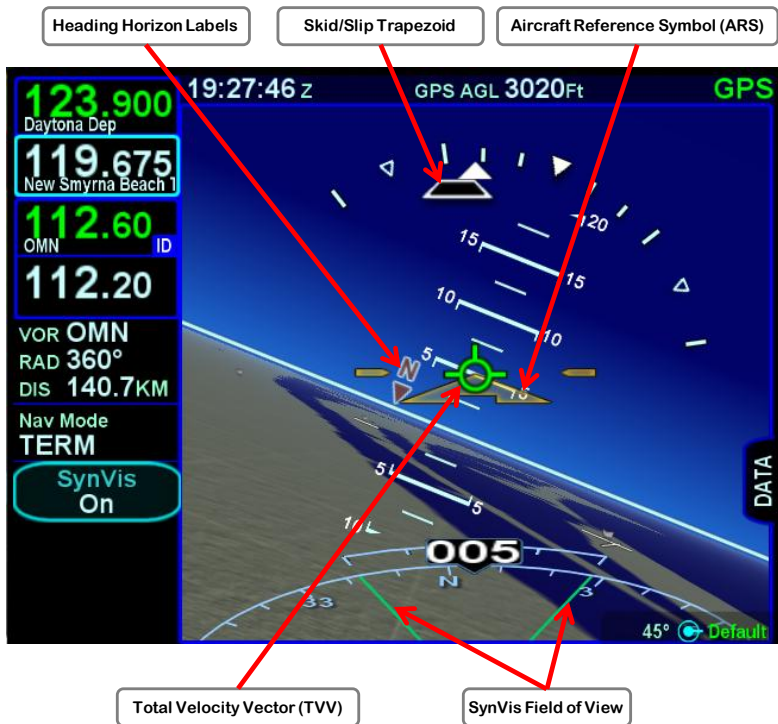 Heading Horizon Labels
Skid/Slip Trapezoid
Aircraft Reference Symbol (ARS)
123.900
Daytona Dep
19:27:46 Z
GPS AGL 3020Ft
GPS
119.675
New Smyrna Beach T
112.60
OMN
ID
112.20
VOR OMN
RAD 360°
DIS 140.7KM
Nav Mode
TERM
SynVis
On
20
15
15
10
10
5
N
5
5
10
DATA
005
33
N
3
45°
Default
Total Velocity Vector (TVV)
SynVis Field of View